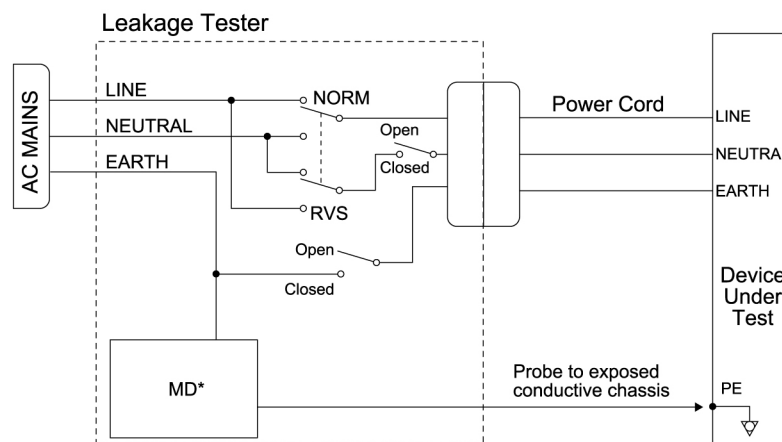 Leakage Tester
AC MAINS
LINE
NEUTRAL
EARTH
NORM
RVS
Open
Closed
Open
Closed
Power Cord
LINE
NEUTRA
EARTH
Device
Under
Test
MD*
Probe to exposed
conductive chassis
PE